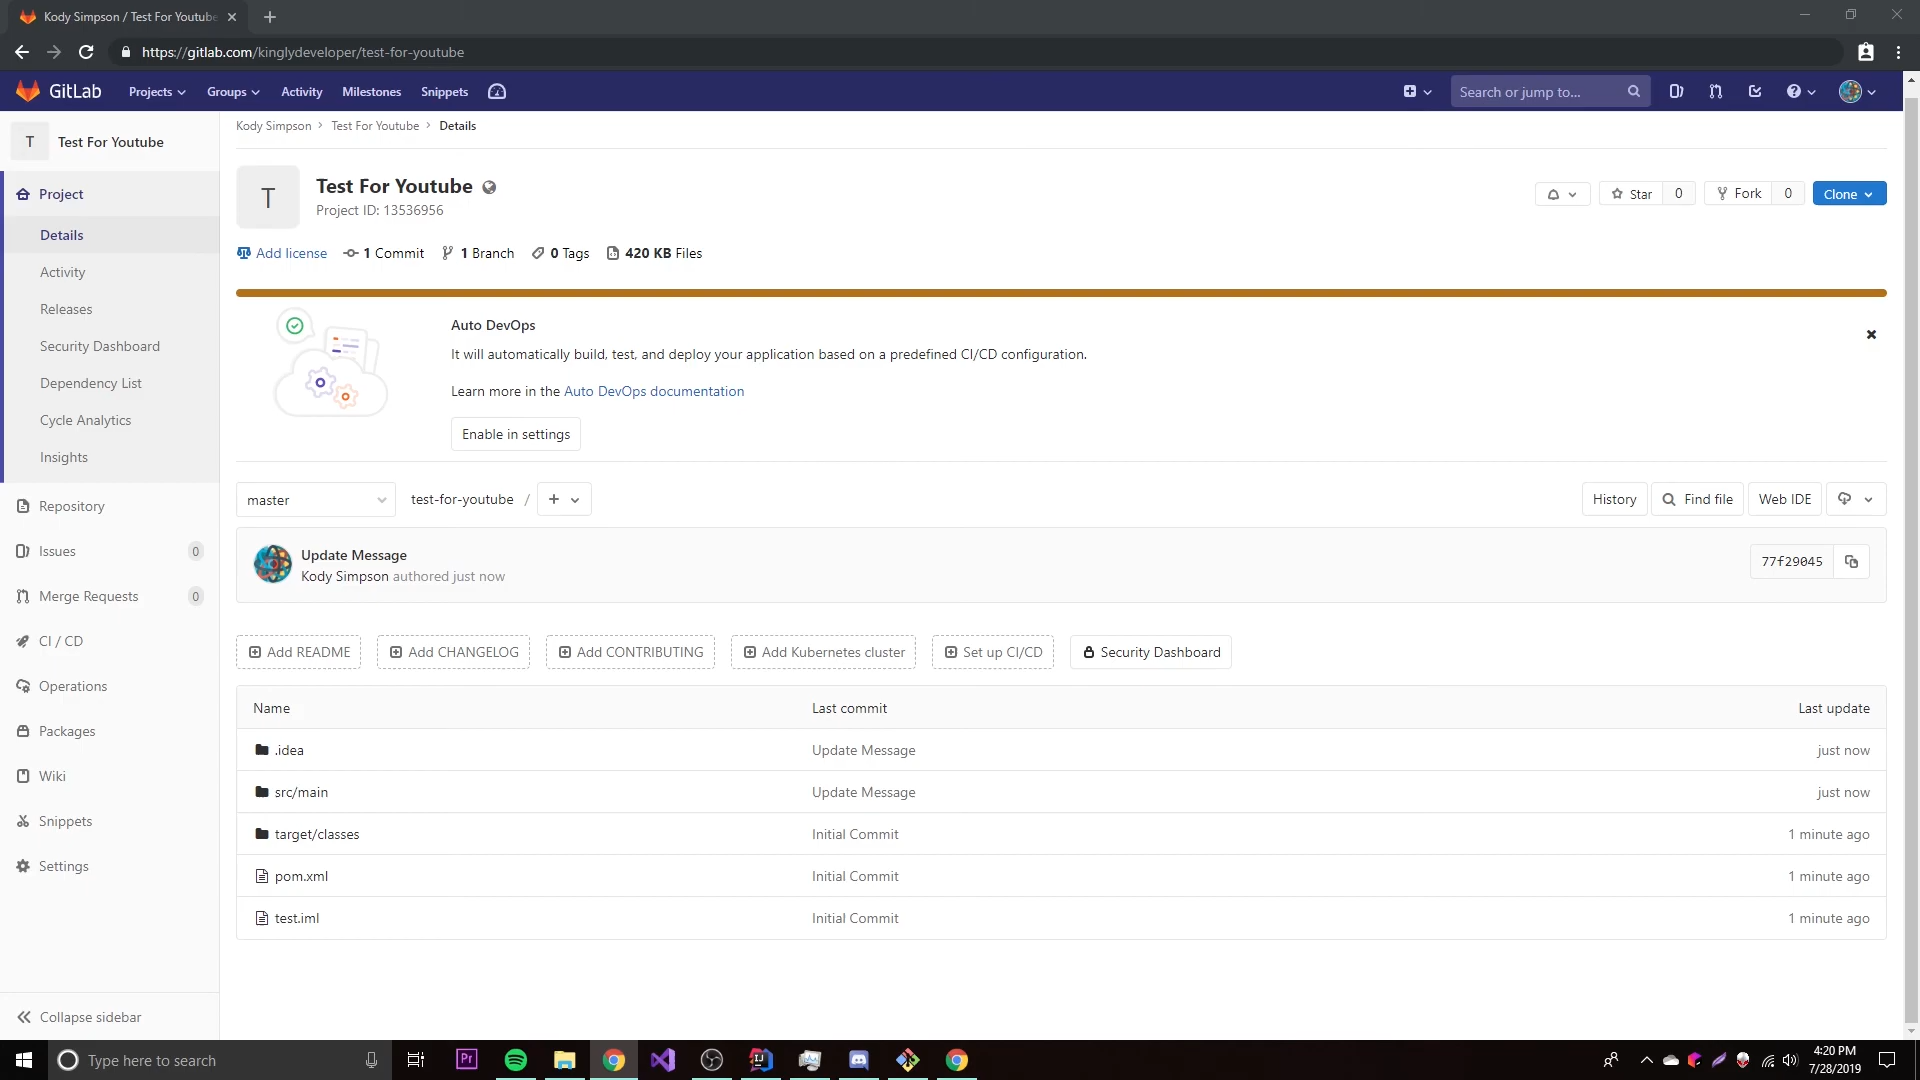 Kody Simpson / Test For Youtube
https://gitlab.com/kinglydeveloper/test-for-youtube
GitLab Projects Groups Activity Milestones Snippets Search or jump to...
T Test For Youtube
Kody Simpson > Test For Youtube > Details
Project
Details
Activity
Releases
Security Dashboard
Dependency List
Cycle Analytics
Insights
Repository
Issues 0
Merge Requests 0
CI / CD
Operations
Packages
Wiki
Snippets
Settings
Collapse sidebar
T
Test For Youtube
Project ID: 13536956
Star 0 Fork 0 Clone
Add license 1 Commit 1 Branch 0 Tags 420 KB Files
Auto DevOps
It will automatically build, test, and deploy your application based on a predefined CI/CD configuration.
Learn more in the Auto DevOps documentation
Enable in settings
master test-for-youtube / + History Find file Web IDE
Update Message
Kody Simpson authored just now
77f29045
Add README Add CHANGELOG Add CONTRIBUTING Add Kubernetes cluster Set up CI/CD Security Dashboard
Name Last commit Last update
.idea Update Message just now
src/main Update Message just now
target/classes Initial Commit 1 minute ago
pom.xml Initial Commit 1 minute ago
test.iml Initial Commit 1 minute ago
Type here to search
Pr
IJ
4:20 PM
7/28/2019